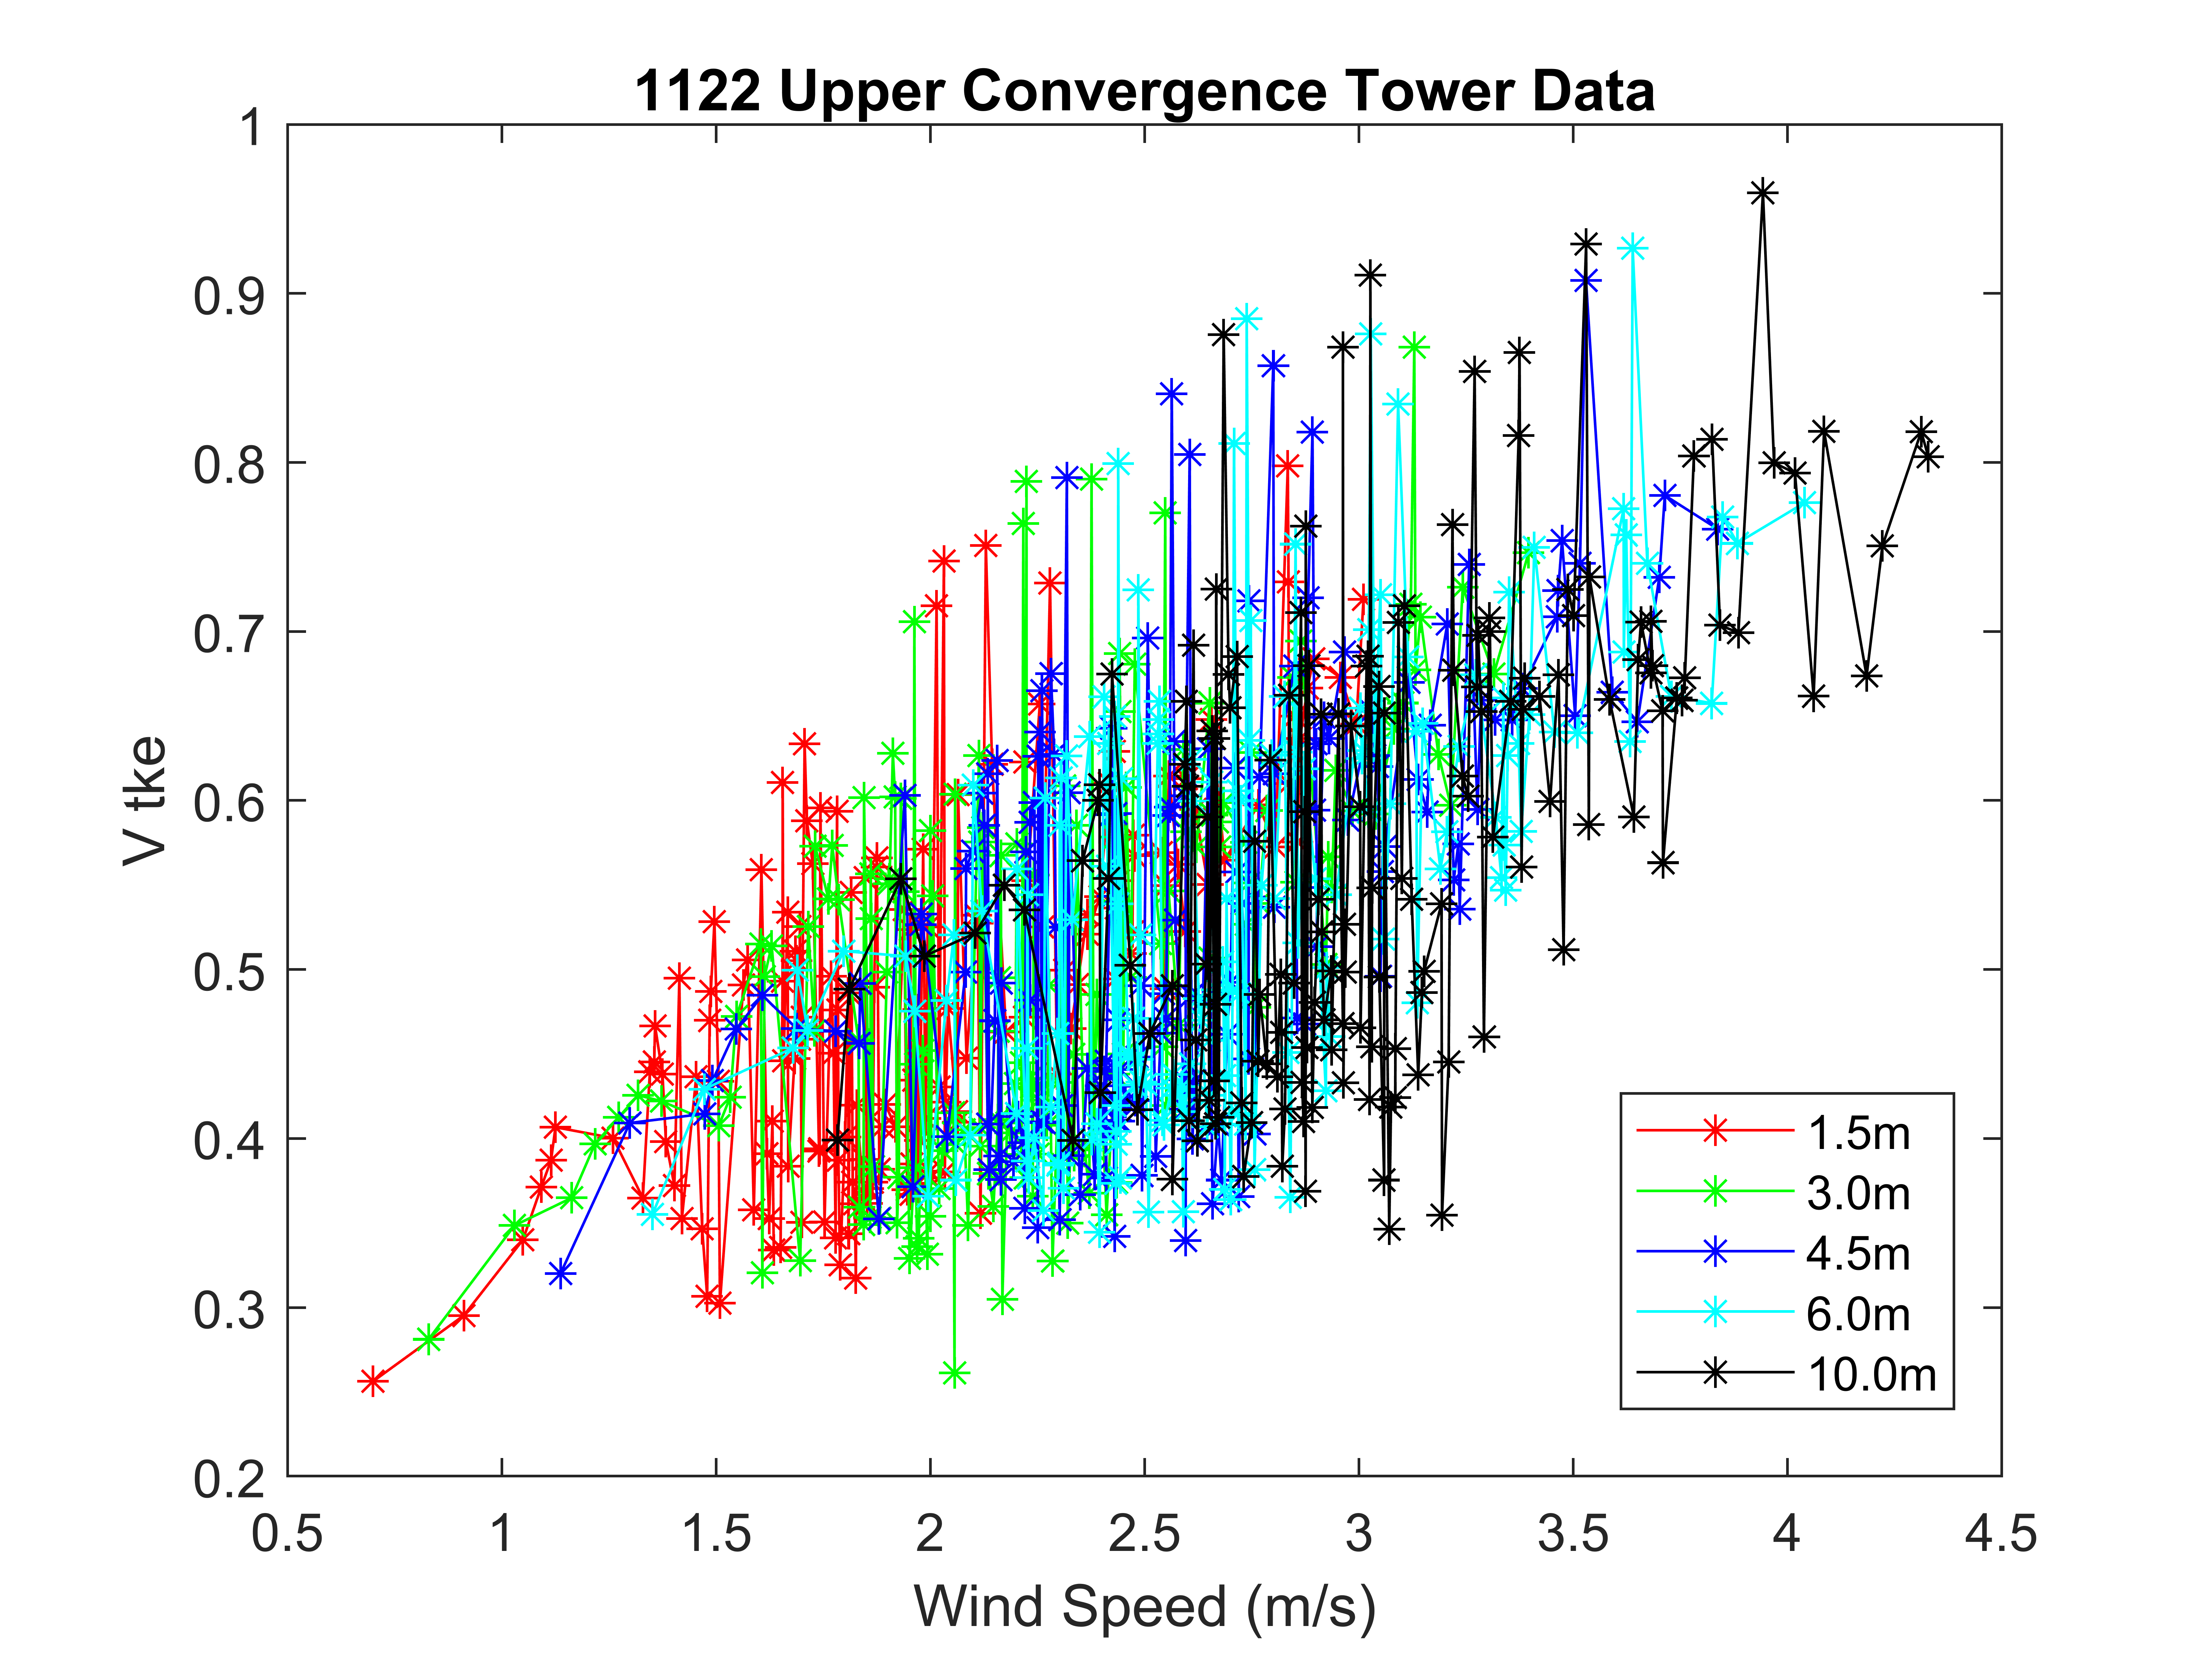 1122 Upper Convergence Tower Data
1
0.9
0.8
0.7
0.6
0.5
0.4
0.3
0.2
V tke
0.5 1 1.5 2 2.5 3 3.5 4 4.5
Wind Speed (m/s)
1.5m
3.0m
4.5m
6.0m
10.0m